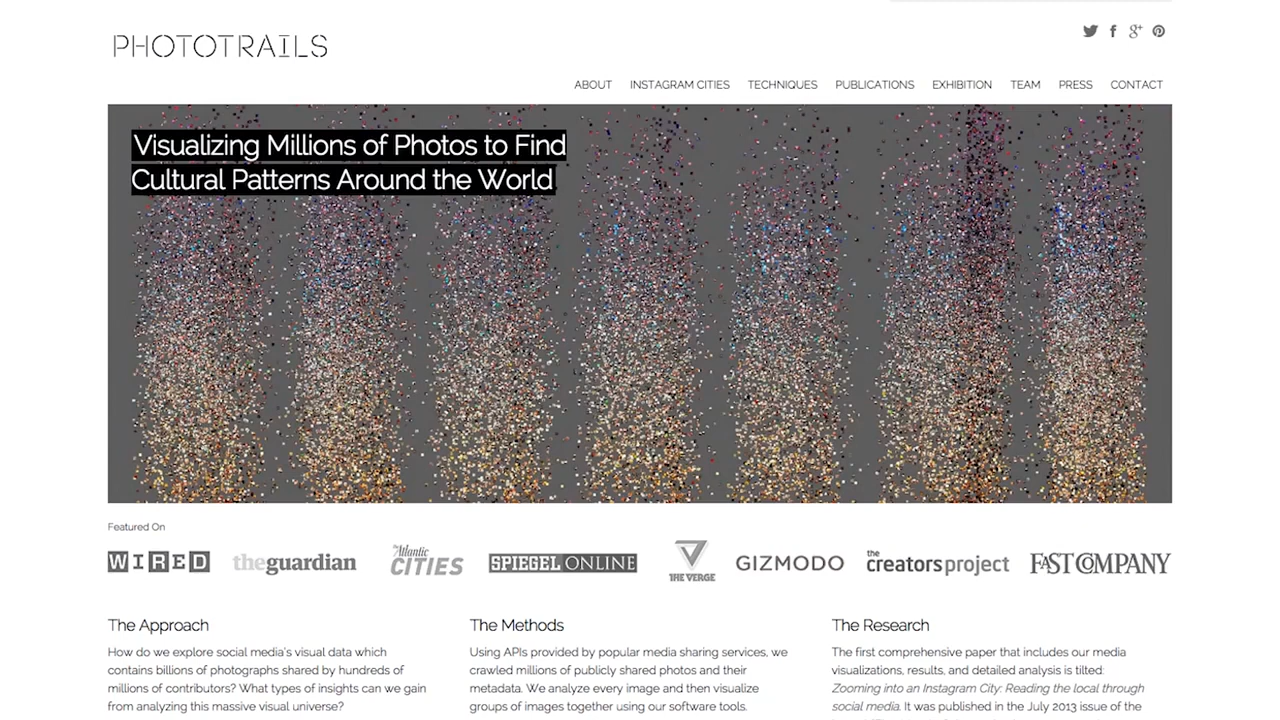 PHOTOTRAILS
ABOUT INSTAGRAM CITIES TECHNIQUES PUBLICATIONS EXHIBITION TEAM PRESS CONTACT
Visualizing Millions of Photos to Find
Cultural Patterns Around the World
Featured On
WIRED theguardian The Atlantic CITIES SPIEGEL ONLINE THE VERGE GIZMODO the creators project FAST COMPANY
The Approach
How do we explore social media's visual data which
contains billions of photographs shared by hundreds of
millions of contributors? What types of insights can we gain
from analyzing this massive visual universe?
The Methods
Using APIs provided by popular media sharing services, we
crawled millions of publicly shared photos and their
metadata. We analyze every image and then visualize
groups of images together using our software tools.
The Research
The first comprehensive paper that includes our media
visualizations, results, and detailed analysis is tilted:
Zooming into an Instagram City: Reading the local through
social media. It was published in the July 2013 issue of the